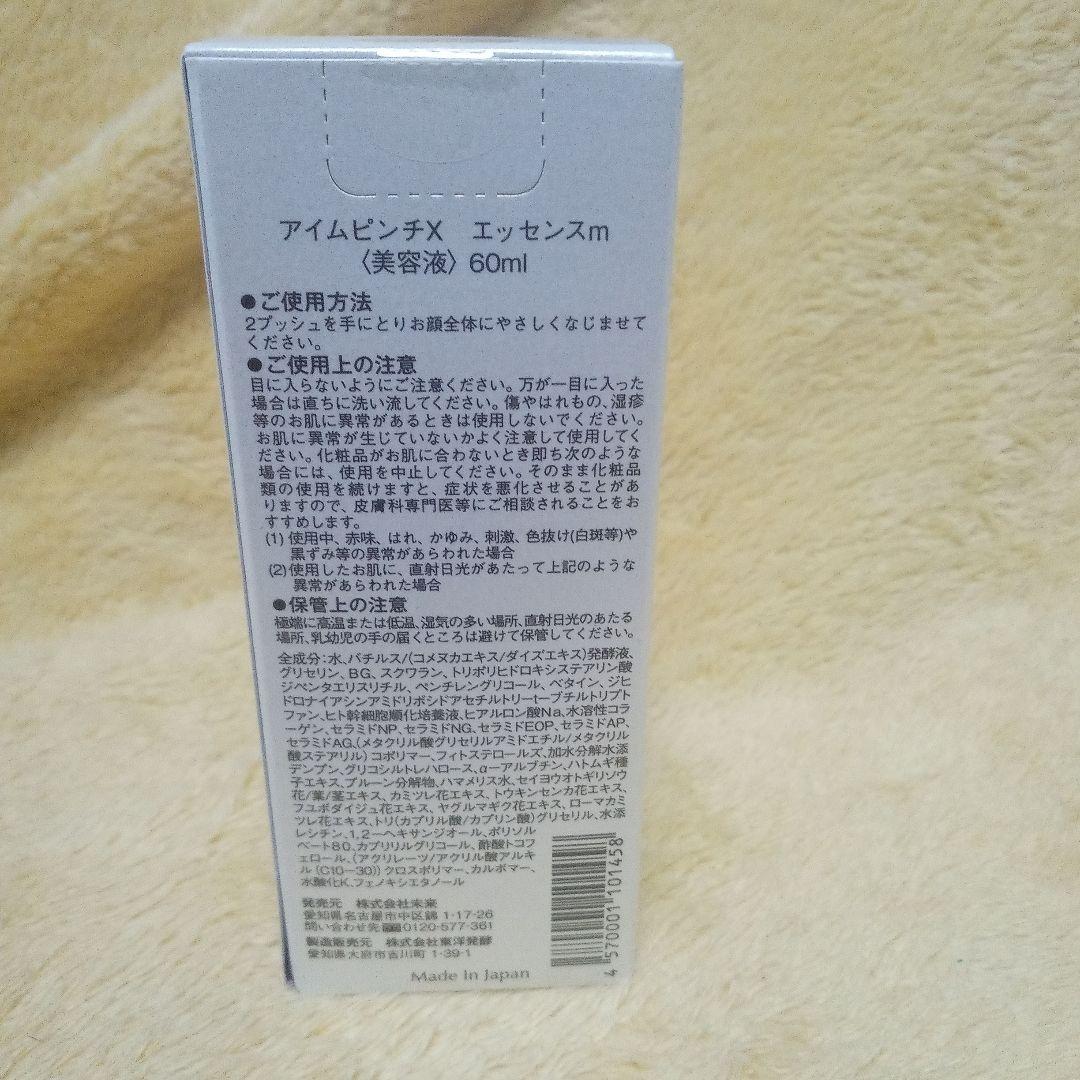 アイムピンチX　エッセンスm
〈美容液〉60ml
●ご使用方法
2プッシュを手にとりお顔全体にやさしくなじませて
ください。
●ご使用上の注意
目に入らないようにご注意ください。万が一目に入った
場合は直ちに洗い流してください。傷やはれもの、湿疹
等のお肌に異常があるときは使用しないでください。
お肌に異常が生じていないかよく注意して使用してく
ださい。化粧品がお肌に合わないとき即ち次のような
場合には、使用を中止してください。そのまま化粧品
類の使用を続けますと、症状を悪化させることがあ
りますので、皮膚科専門医等にご相談されることをお
すすめします。
(1) 使用中、赤味、はれ、かゆみ、刺激、色抜け(白斑等)や
黒ずみ等の異常があらわれた場合
(2)使用したお肌に、直射日光があたって上記のような
異常があらわれた場合
●保管上の注意
極端に高温または低温、湿気の多い場所、直射日光のあたる
場所、乳幼児の手の届くところは避けて保管してください。
全成分：水、バチルス/(コメヌカエキス/ダイズエキス)発酵液、
グリセリン、BG、スクワラン、トリポリヒドロキシステアリン酸
ジペンタエリスリチル、ペンチレングリコール、ベタイン、ジヒ
ドロナイアシンアミドリボシドアセチルトリーt-ブチルトリプト
ファン、ヒト幹細胞順化培養液、ヒアルロン酸Na、水溶性コラ
ーゲン、セラミドNP、セラミドNG、セラミドEOP、セラミドAP、
セラミドAG、(メタクリル酸グリセリルアミドエチル/メタクリル
酸ステアリル) コポリマー、フィトステロールズ、加水分解水添
デンプン、グリコシルトレハロース、α-アルブチン、ハトムギ種
子エキス、プルーン分解物、ハマメリス水、セイヨウオトギリソウ
花/葉/茎エキス、カミツレ花エキス、トウキンセンカ花エキス、
フユボダイジュ花エキス、ヤグルマギク花エキス、ローマカミ
ツレ花エキス、トリ(カプリル酸/カプリン酸)グリセリル、水添
レシチン、1,2-ヘキサンジオール、ポリソル
ベート80、カプリリルグリコール、酢酸トコフ
ェロール、(アクリレーツ/アクリル酸アルキ
ル (C10-30)) クロスポリマー、カルボマー、
水酸化K、フェノキシエタノール
発売元　株式会社未来
愛知県名古屋市中区錦 1-17-26
問い合わせ先 0120-577-361
製造販売元　株式会社東洋発酵
愛知県大府市吉川町 1-39-1
Made In Japan
4 570001 101458